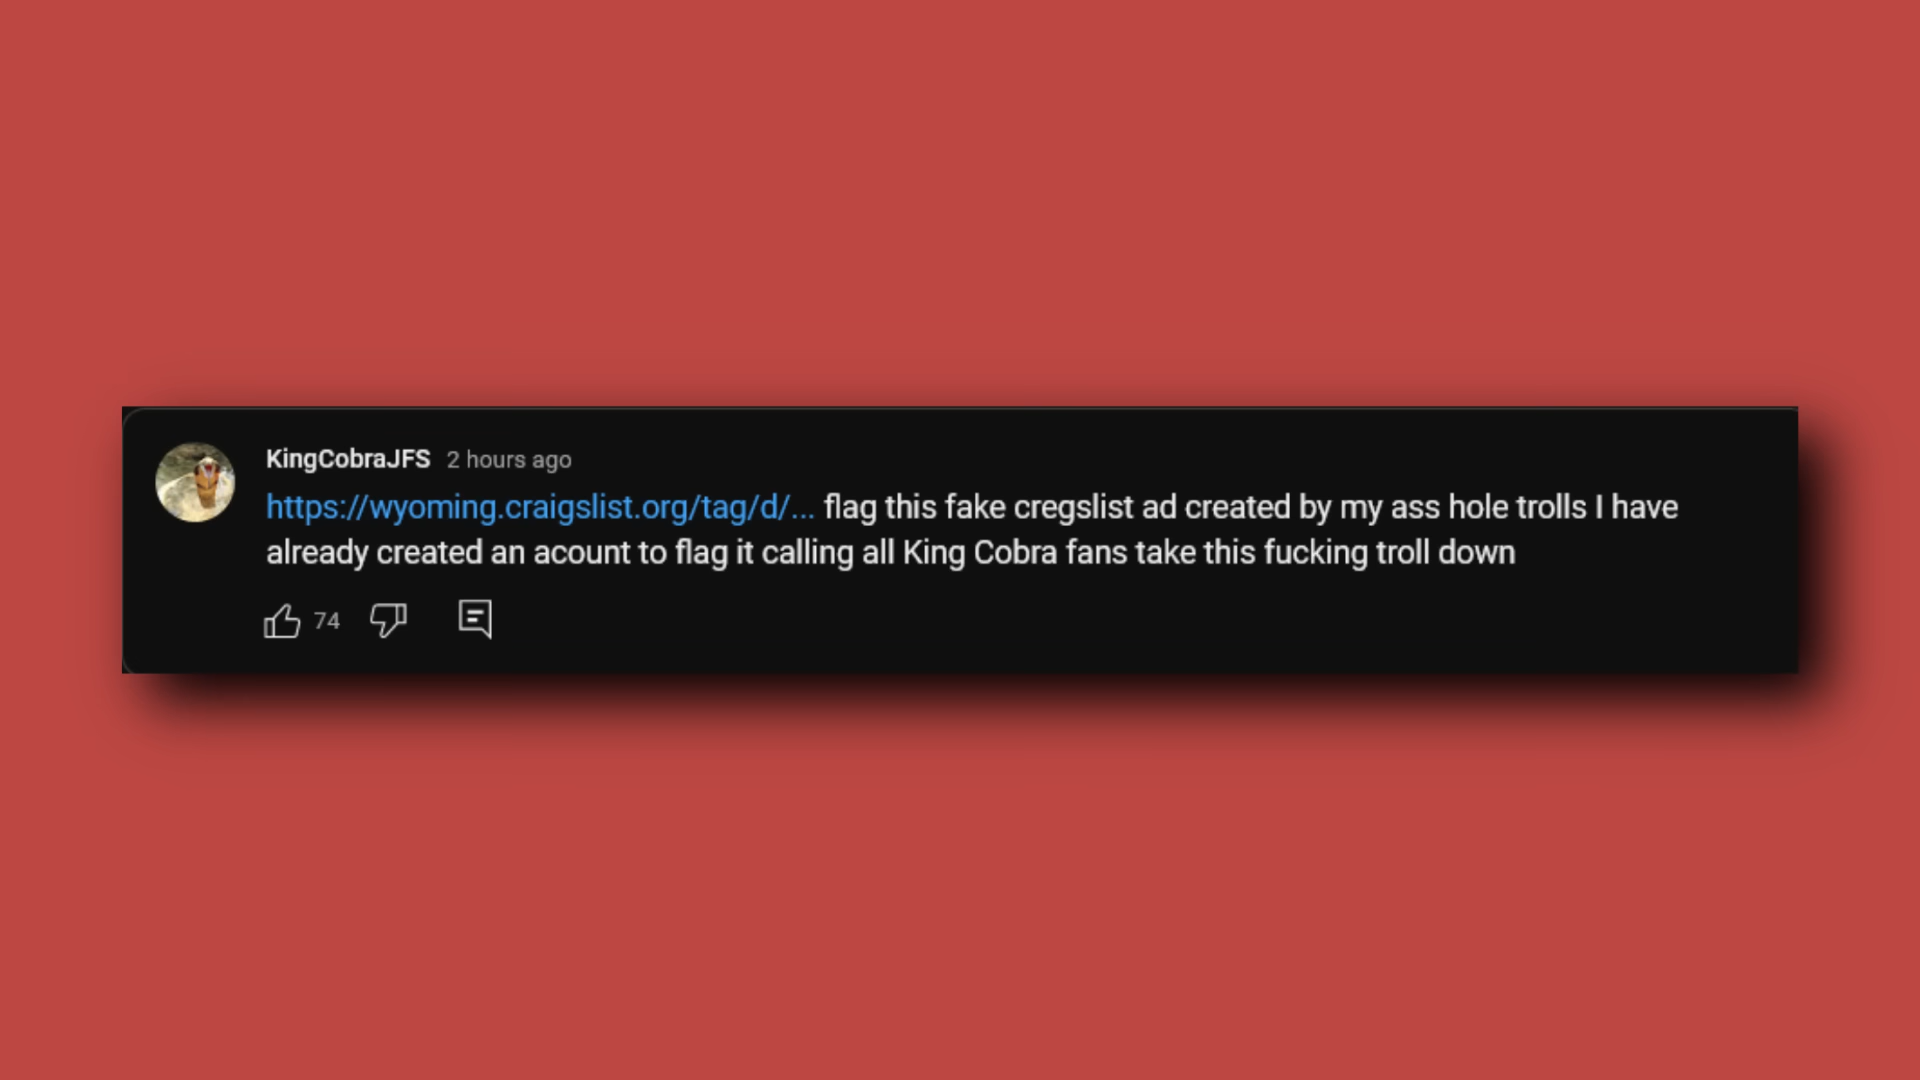 KingCobraJFS 2 hours ago
https://wyoming.craigslist.org/tag/d/... flag this fake cregslist ad created by my ass hole trolls I have
already created an acount to flag it calling all King Cobra fans take this fucking troll down
74